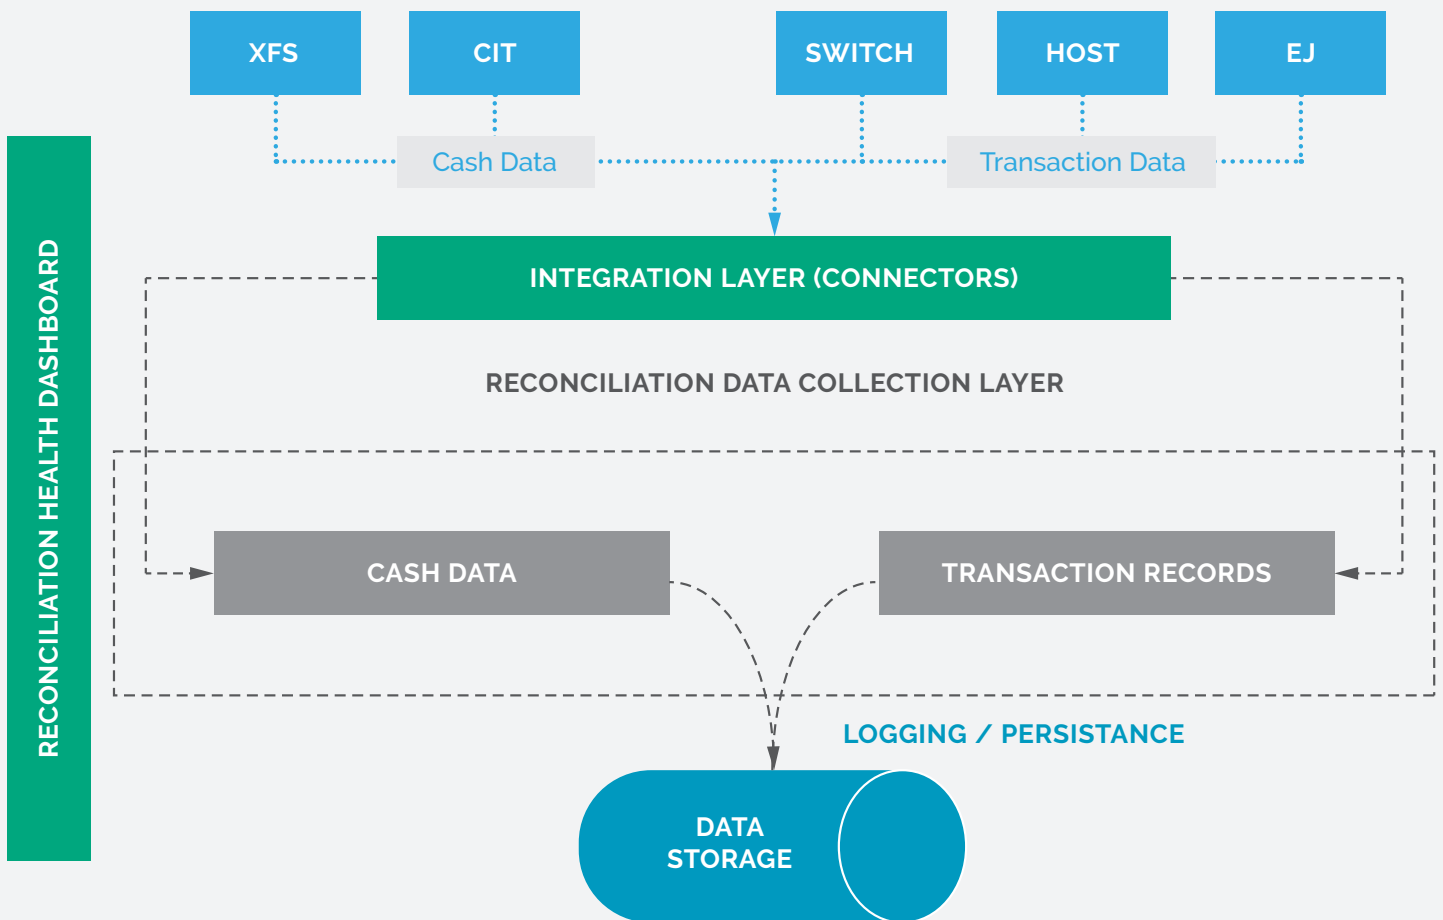 XFS
CIT
SWITCH
HOST
EJ
Cash Data
Transaction Data
INTEGRATION LAYER (CONNECTORS)
RECONCILIATION HEALTH DASHBOARD
RECONCILIATION DATA COLLECTION LAYER
CASH DATA
TRANSACTION RECORDS
LOGGING / PERSISTANCE
DATA
STORAGE